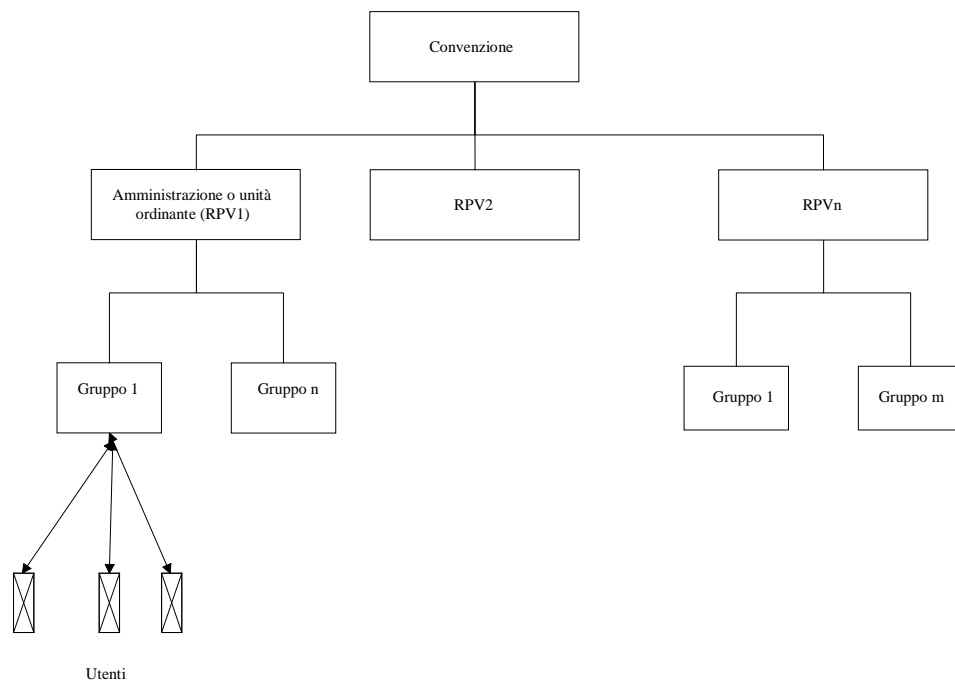 Convenzione
Amministrazione o unità
ordinante (RPV1)
RPV2
RPVn
Gruppo 1
Gruppo n
Gruppo 1
Gruppo m
Utenti